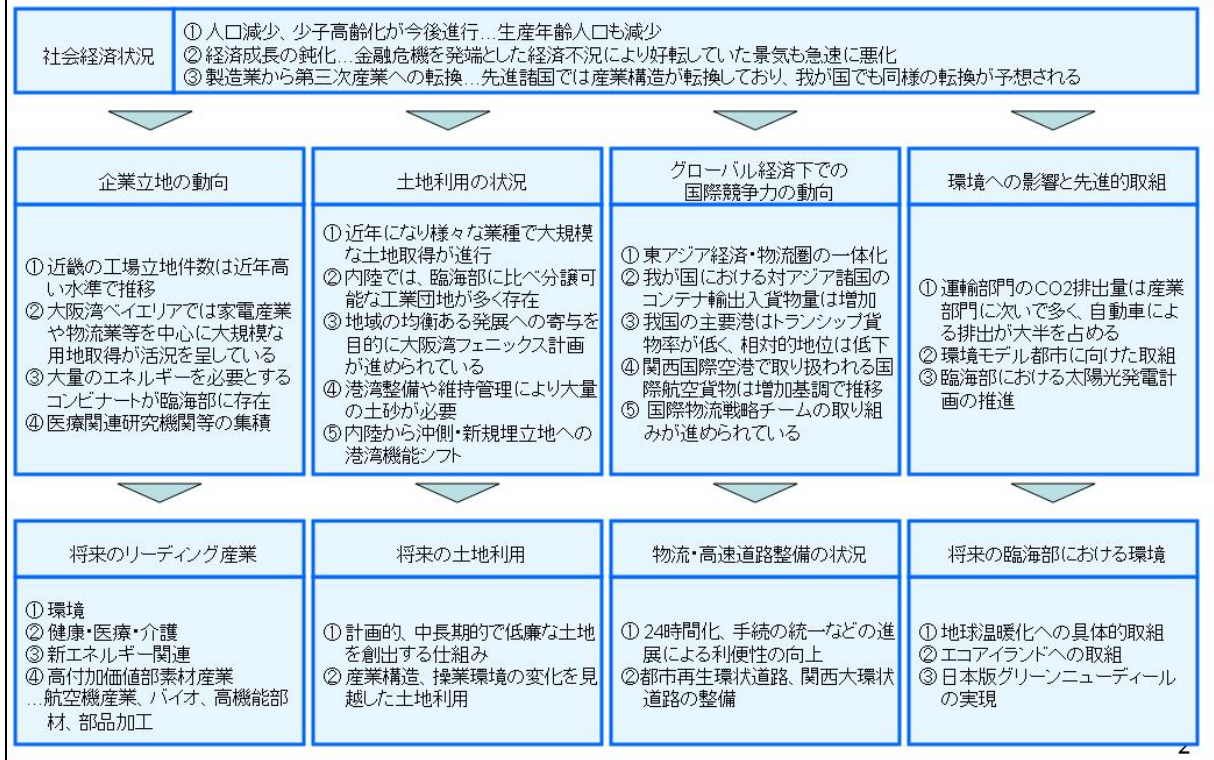 社会経済状況
①人口減少、少子高齢化が今後進行…生産年齢人口も減少
②経済成長の鈍化…金融危機を発端とした経済不況により好転していた景気も急速に悪化
③製造業から第三次産業への転換…先進諸国では産業構造が転換しており、我が国でも同様の転換が予想される
企業立地の動向
①近畿の工場立地件数は近年高
い水準で推移
②大阪湾ベイエリアでは家電産業
や物流業等を中心に大規模な
用地取得が活況を呈している
③大量のエネルギーを必要とする
コンビナートが臨海部に存在
④医療関連研究機関等の集積
土地利用の状況
①近年になり様々な業種で大規模
な土地取得が進行
②内陸では、臨海部に比べ分譲可
能な工業団地が多く存在
③地域の均衡ある発展への寄与を
目的に大阪湾フェニックス計画
が進められている
④港湾整備や維持管理により大量
の土砂が必要
⑤内陸から沖側・新規埋立地への
港湾機能シフト
グローバル経済下での
国際競争力の動向
①東アジア経済・物流圏の一体化
②我が国における対アジア諸国の
コンテナ輸出入貨物量は増加
③我国の主要港はトランシップ貨
物率が低く、相対的地位は低下
④関西国際空港で取り扱われる国
際航空貨物は増加基調で推移
⑤国際物流戦略チームの取り組
みが進められている
環境への影響と先進的取組
①運輸部門のCO2排出量は産業
部門に次いで多く、自動車によ
る排出が大半を占める
②環境モデル都市に向けた取組
③臨海部における太陽光発電計
画の推進
将来のリーディング産業
①環境
②健康・医療・介護
③新エネルギー関連
④高付加価値部素材産業
…航空機産業、バイオ、高機能部
材、部品加工
将来の土地利用
①計画的、中長期的で低廉な土地
を創出する仕組み
②産業構造、操業環境の変化を見
越した土地利用
物流・高速道路整備の状況
①24時間化、手続の統一などの進
展による利便性の向上
②都市再生環状道路、関西大環状
道路の整備
将来の臨海部における環境
①地球温暖化への具体的取組
②エコアイランドへの取組
③日本版グリーンニューディール
の実現
2